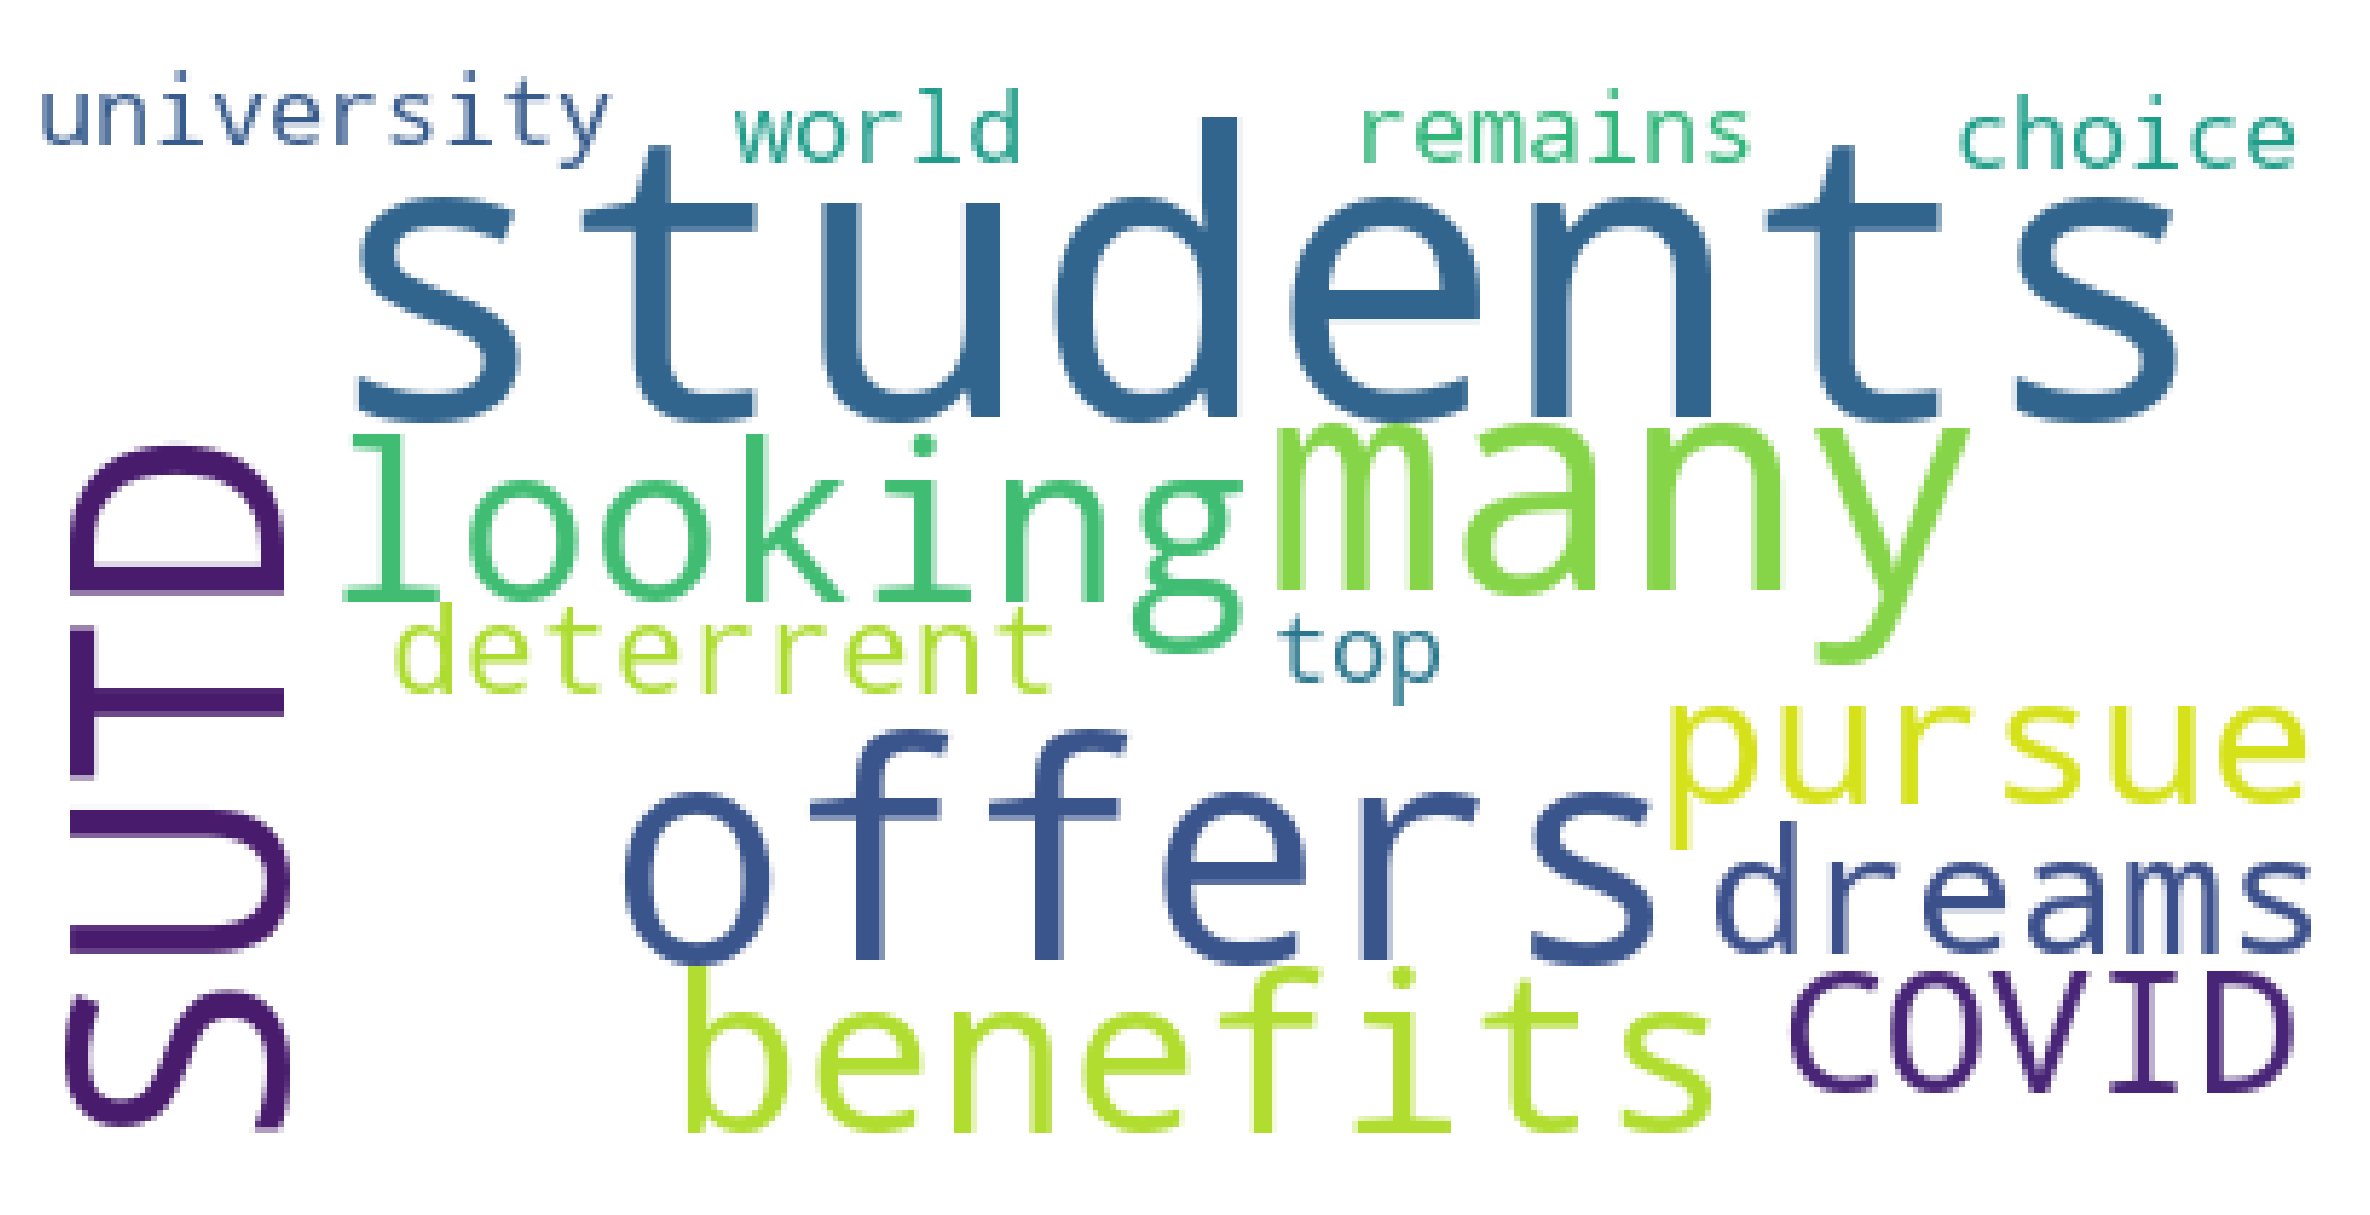 university world remains choice
students
SUTD
looking many
deterrent top
pursue
offers
dreams
benefits COVID